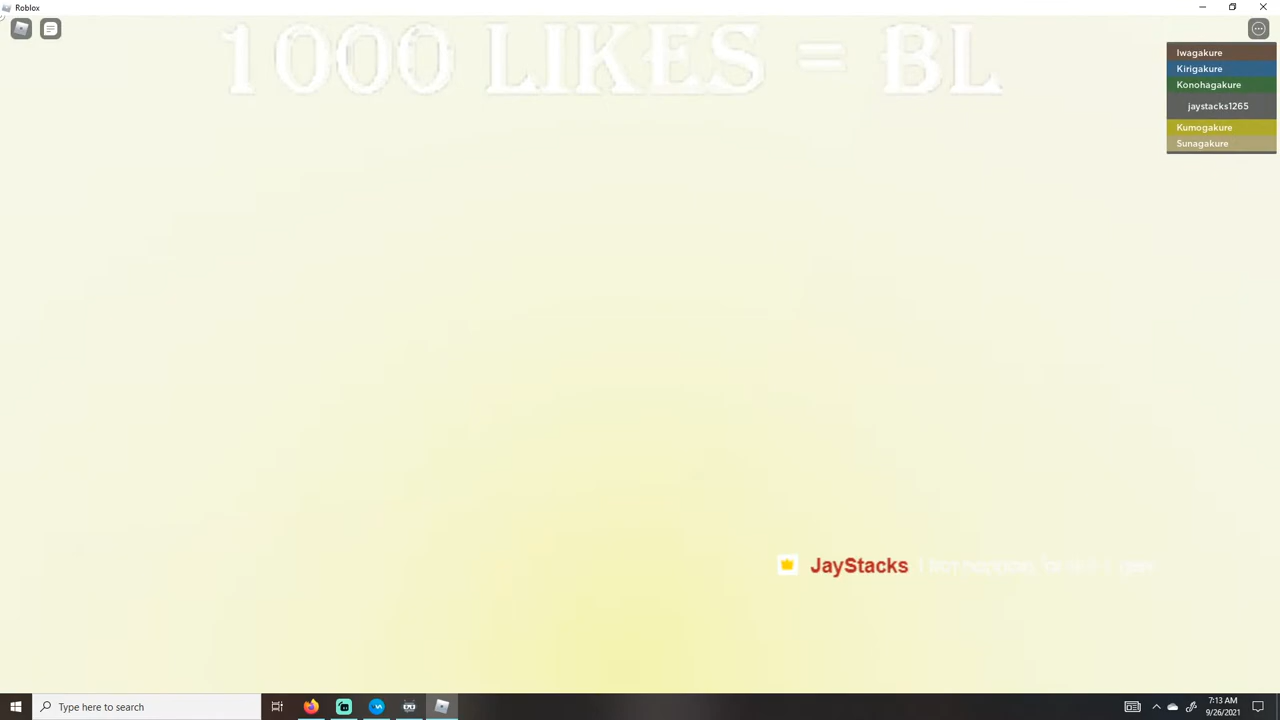 Roblox
1000 LIKES = BL
Iwagakure
Kirigakure
Konohagakure
jaystacks1265
Kumogakure
Sunagakure
JayStacks
Type here to search
7:13 AM
9/26/2021